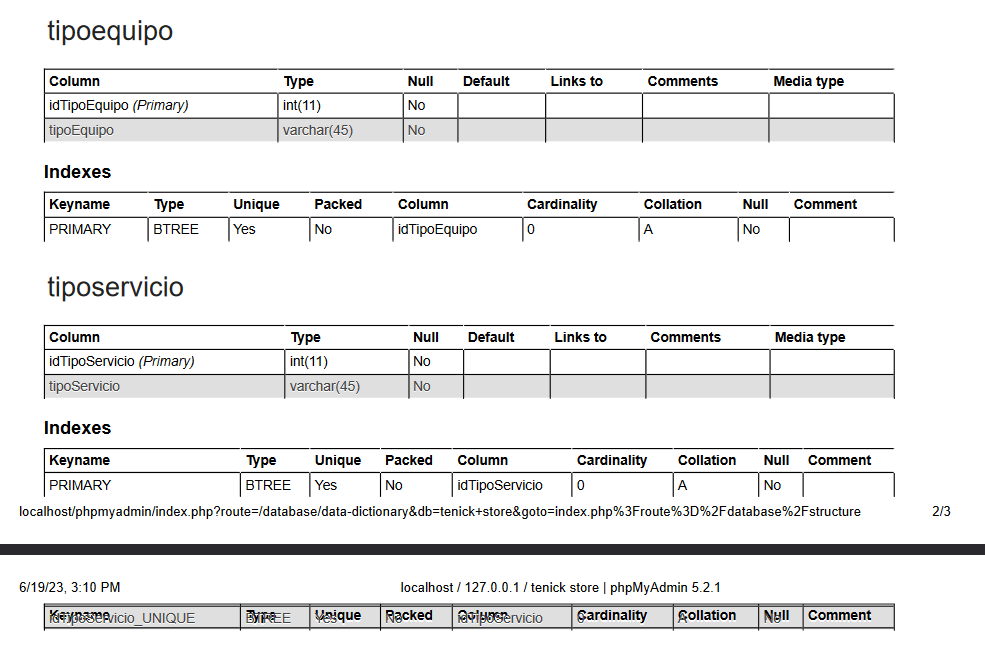 tipoequipo
Column Type Null Default Links to Comments Media type
idTipoEquipo (Primary) int(11) No
tipoEquipo varchar(45) No
Indexes
Keyname Type Unique Packed Column Cardinality Collation Null Comment
PRIMARY BTREE Yes No idTipoEquipo 0 A No
tiposervicio
Column Type Null Default Links to Comments Media type
idTipoServicio (Primary) int(11) No
tipoServicio varchar(45) No
Indexes
Keyname Type Unique Packed Column Cardinality Collation Null Comment
PRIMARY BTREE Yes No idTipoServicio 0 A No
localhost/phpmyadmin/index.php?route=/database/data-dictionary&db=tenick+store&goto=index.php%3Froute%3D%2Fdatabase%2Fstructure 2/3
6/19/23, 3:10 PM localhost / 127.0.0.1 / tenick store | phpMyAdmin 5.2.1
Keyname Type Unique Packed Column Cardinality Collation Null Comment
idTipoServicio_UNIQUE BTREE Yes No idTipoServicio 0 A No